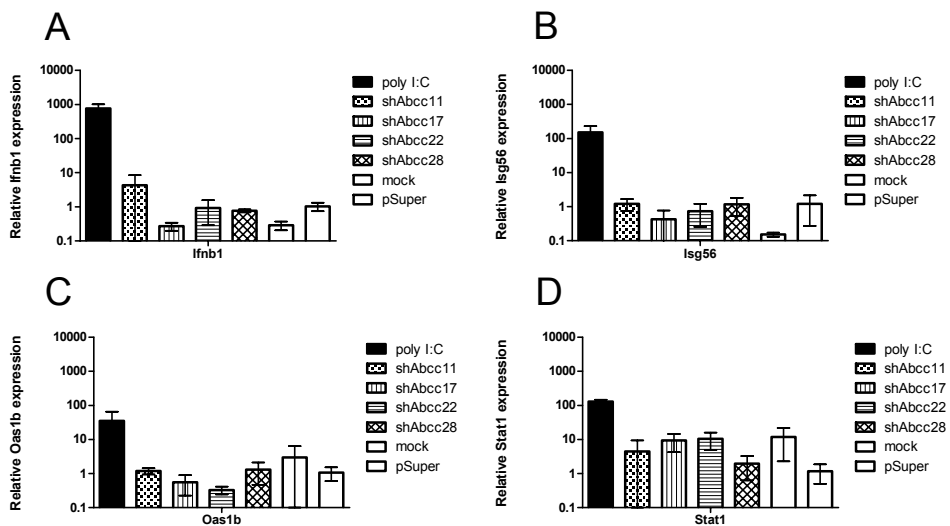 A
Relative Ifnb1 expression
10000
1000
100
10
1
0.1
Ifnb1
poly I:C
shAbcc11
shAbcc17
shAbcc22
shAbcc28
mock
pSuper
B
Relative Isg56 expression
10000
1000
100
10
1
0.1
Isg56
poly I:C
shAbcc11
shAbcc17
shAbcc22
shAbcc28
mock
pSuper
C
Relative Oas1b expression
10000
1000
100
10
1
0.1
Oas1b
poly I:C
shAbcc11
shAbcc17
shAbcc22
shAbcc28
mock
pSuper
D
Relative Stat1 expression
10000
1000
100
10
1
0.1
Stat1
poly I:C
shAbcc11
shAbcc17
shAbcc22
shAbcc28
mock
pSuper